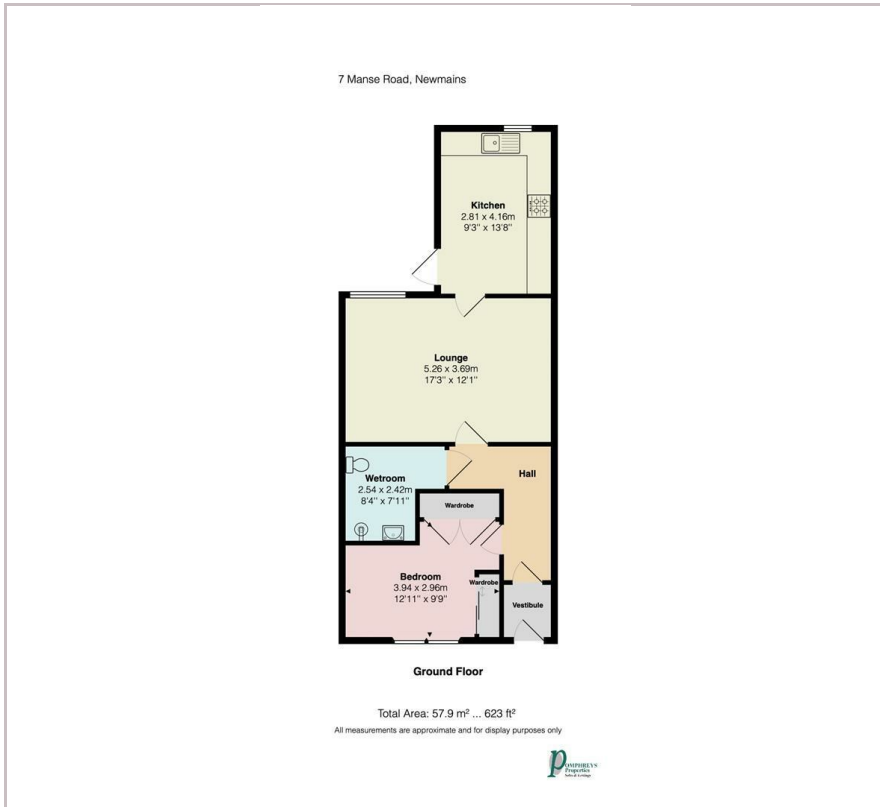 7 Manse Road, Newmains
Kitchen
2.81 x 4.16m
9'3" x 13'8"
Lounge
5.26 x 3.69m
17'3" x 12'1"
Wetroom
2.54 x 2.42m
8'4" x 7'11"
Hall
Wardrobe
Bedroom
3.94 x 2.96m
12'11" x 9'9"
Wardrobe
Vestibule
Ground Floor
Total Area: 57.9 m² ... 623 ft²
All measurements are approximate and for display purposes only
POMPHREYS
Properties
Sales & Lettings